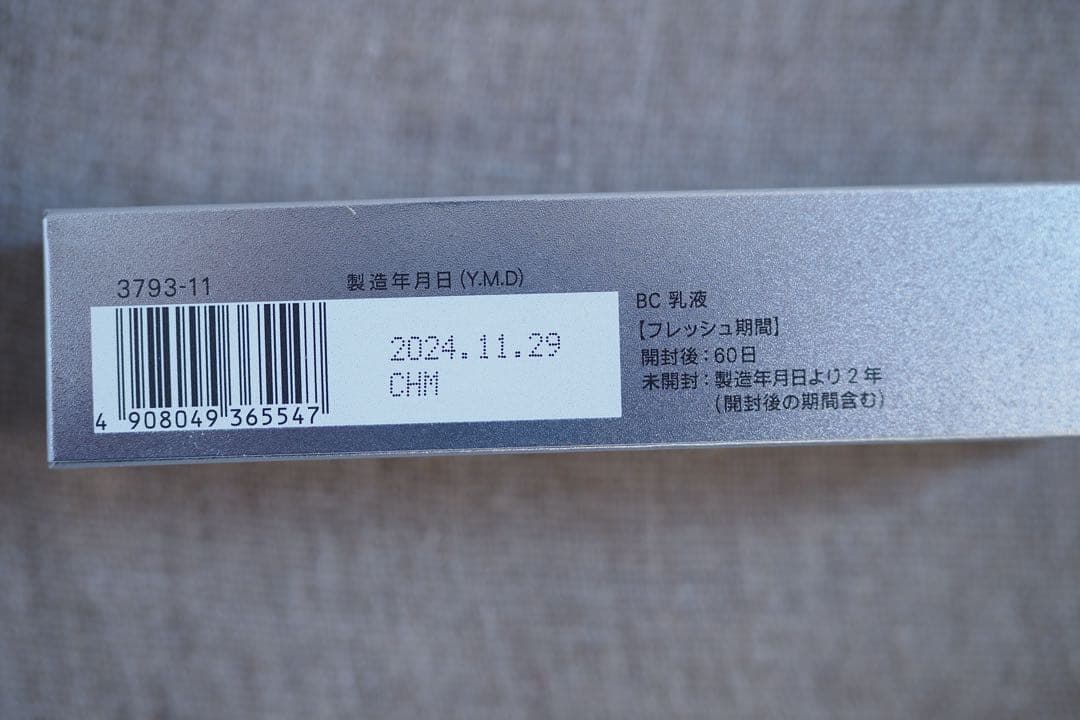 3793-11
製造年月日(Y.M.D)
2024.11.29
CHM
4 908049 365547
BC 乳液
【フレッシュ期間】
開封後：60日
未開封：製造年月日より2年
（開封後の期間含む）